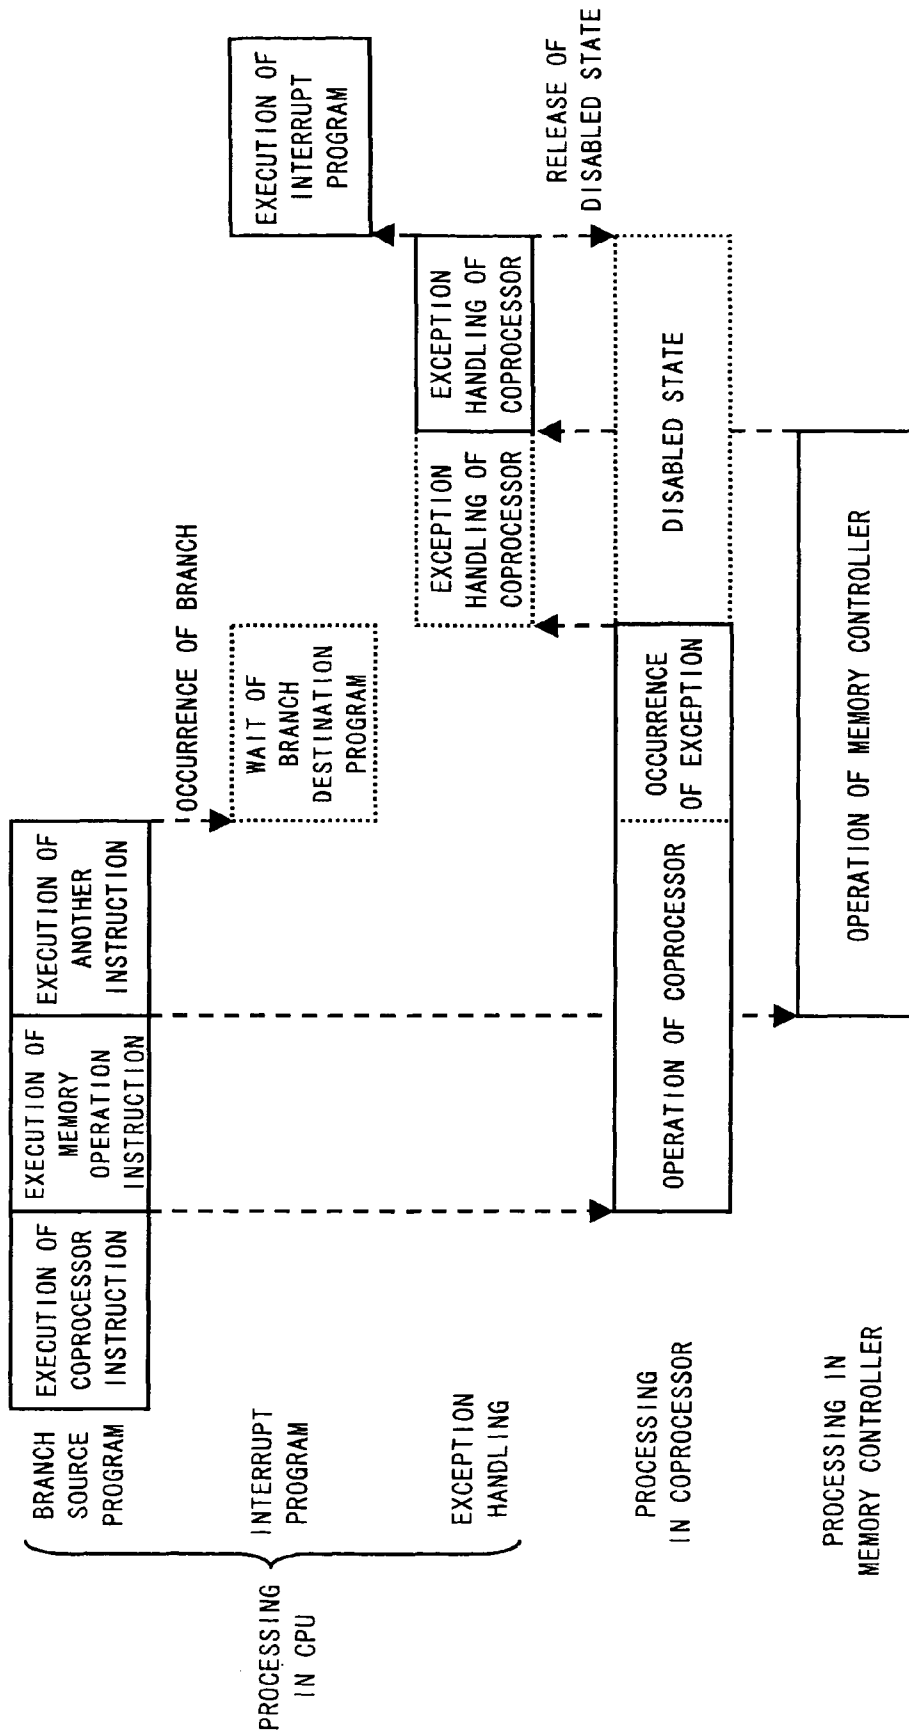 PROCESSING
IN CPU
BRANCH
SOURCE
PROGRAM
EXECUTION OF
COPROCESSOR
INSTRUCTION
EXECUTION OF
MEMORY
OPERATION
INSTRUCTION
EXECUTION OF
ANOTHER
INSTRUCTION
OCCURRENCE OF BRANCH
INTERRUPT
PROGRAM
WAIT OF
BRANCH
DESTINATION
PROGRAM
EXECUTION OF
INTERRUPT
PROGRAM
EXCEPTION
HANDLING
EXCEPTION
HANDLING OF
COPROCESSOR
EXCEPTION
HANDLING OF
COPROCESSOR
RELEASE OF
DISABLED STATE
PROCESSING
IN COPROCESSOR
OPERATION OF COPROCESSOR
OCCURRENCE
OF EXCEPTION
DISABLED STATE
PROCESSING IN
MEMORY CONTROLLER
OPERATION OF MEMORY CONTROLLER